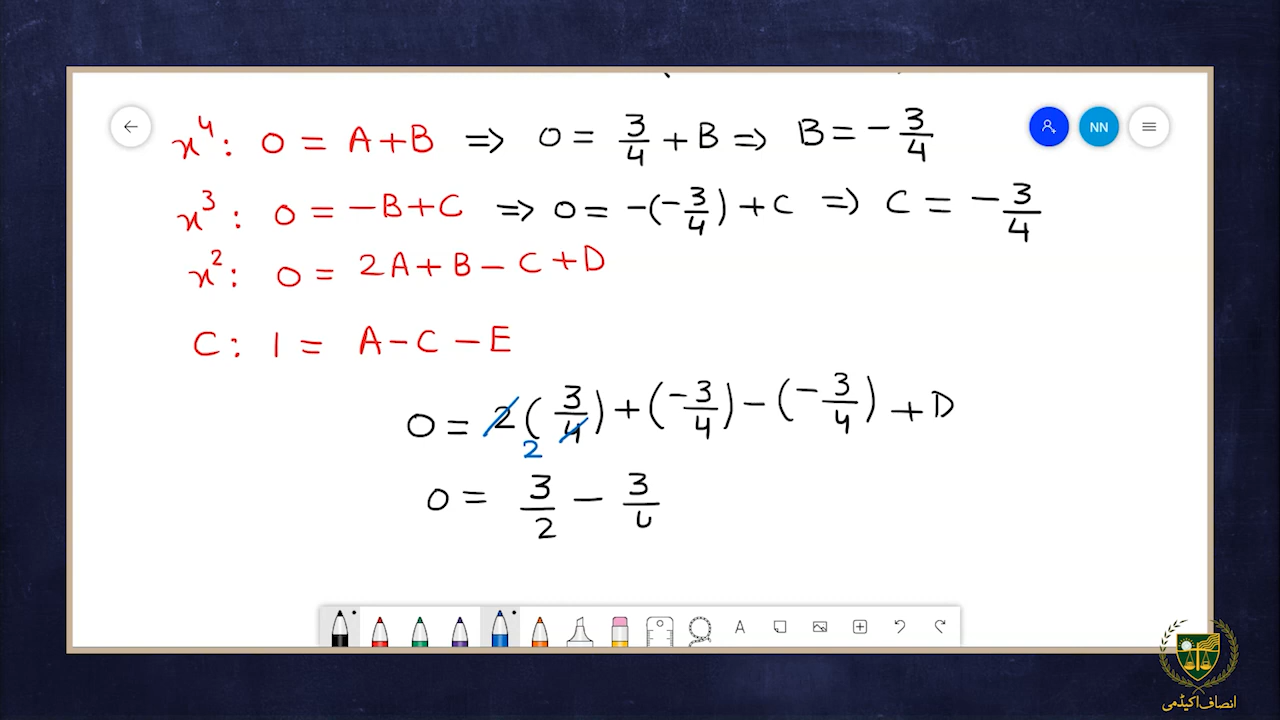 x⁴: 0 = A+B ⇒ 0 = 3/4 + B ⇒ B = - 3/4
NN
x³: 0 = -B+C ⇒ 0 = -(-3/4) + C ⇒ C = - 3/4
x²: 0 = 2A+B-C+D
C: 1 = A-C-E
0 = 2(3/4) + (-3/4) - (-3/4) + D
2
0 = 3/2 - 3/4
A
انصاف اکیڈمی